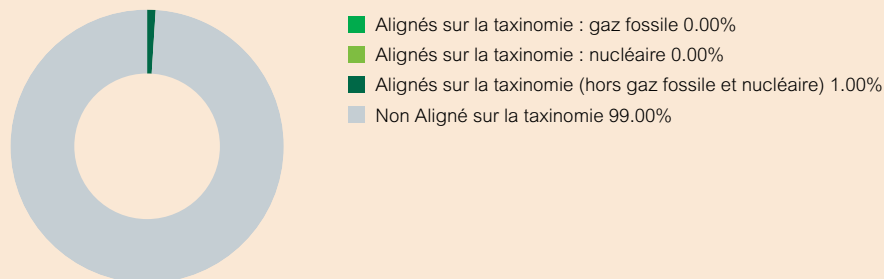 Alignés sur la taxinomie : gaz fossile 0.00%
Alignés sur la taxinomie : nucléaire 0.00%
Alignés sur la taxinomie (hors gaz fossile et nucléaire) 1.00%
Non Aligné sur la taxinomie 99.00%